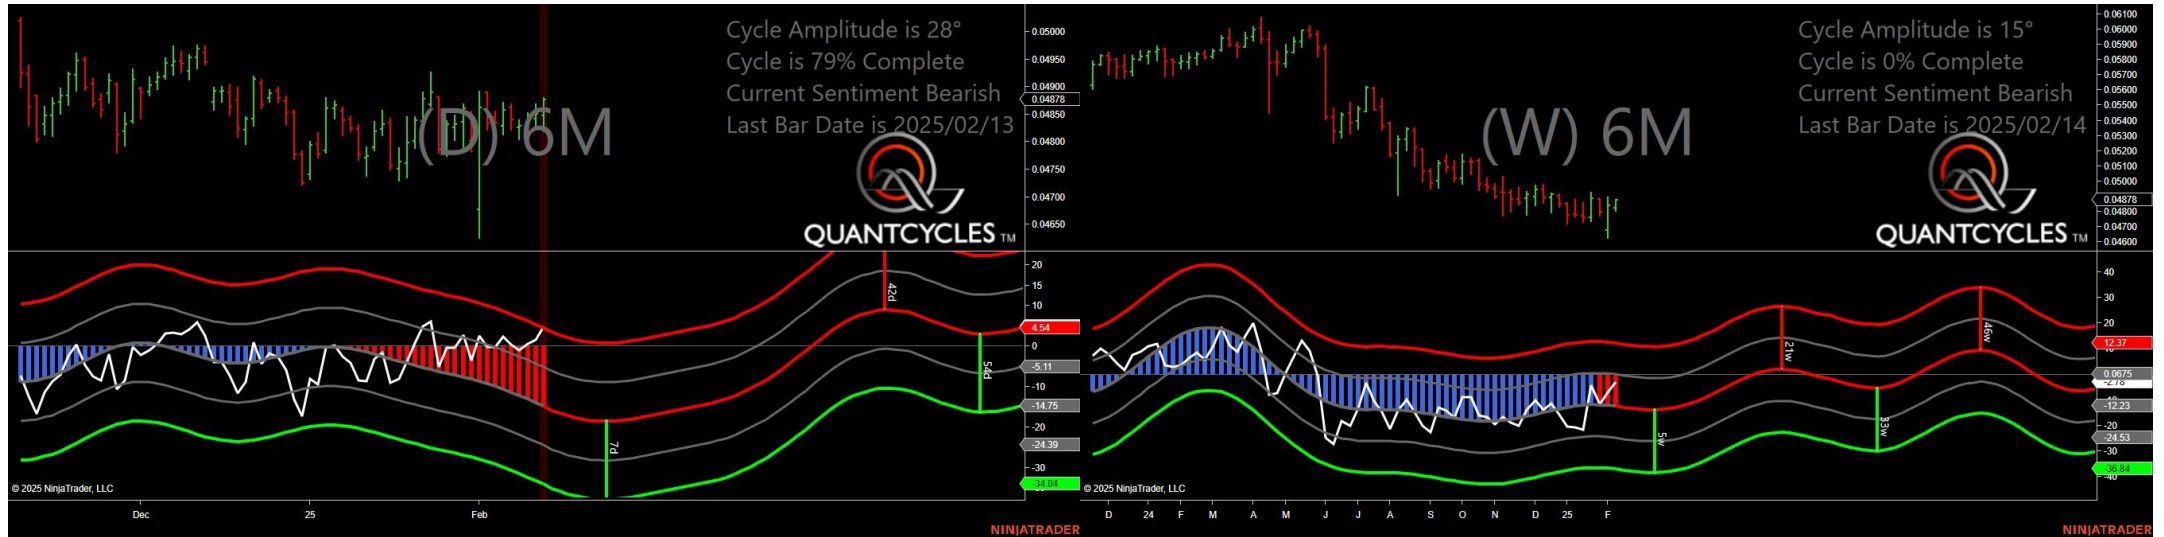 Cycle Amplitude is 28°
Cycle is 79% Complete
Current Sentiment Bearish
Last Bar Date is 2025/02/13
(D) 6M
QUANTCYCLES TM
0.05000
0.04950
0.04900
0.04878
0.04850
0.04800
0.04750
0.04700
0.04650
20
15
10
4.54
0
-5.11
-10
-14.75
-20
-24.39
-30
-34.04
42d
54d
7d
© 2025 NinjaTrader, LLC
Dec
25
Feb
NINJATRADER
Cycle Amplitude is 15°
Cycle is 0% Complete
Current Sentiment Bearish
Last Bar Date is 2025/02/14
(W) 6M
QUANTCYCLES TM
0.06100
0.06000
0.05900
0.05800
0.05700
0.05600
0.05500
0.05400
0.05300
0.05200
0.05100
0.05000
0.04878
0.04800
0.04700
0.04600
40
30
20
12.37
0.0675
-2.78
-12.23
-20
-24.53
-30
-36.84
-40
21w
46w
5w
33w
© 2025 NinjaTrader, LLC
D
24
F
M
A
M
J
J
A
S
O
N
D
25
F
NINJATRADER